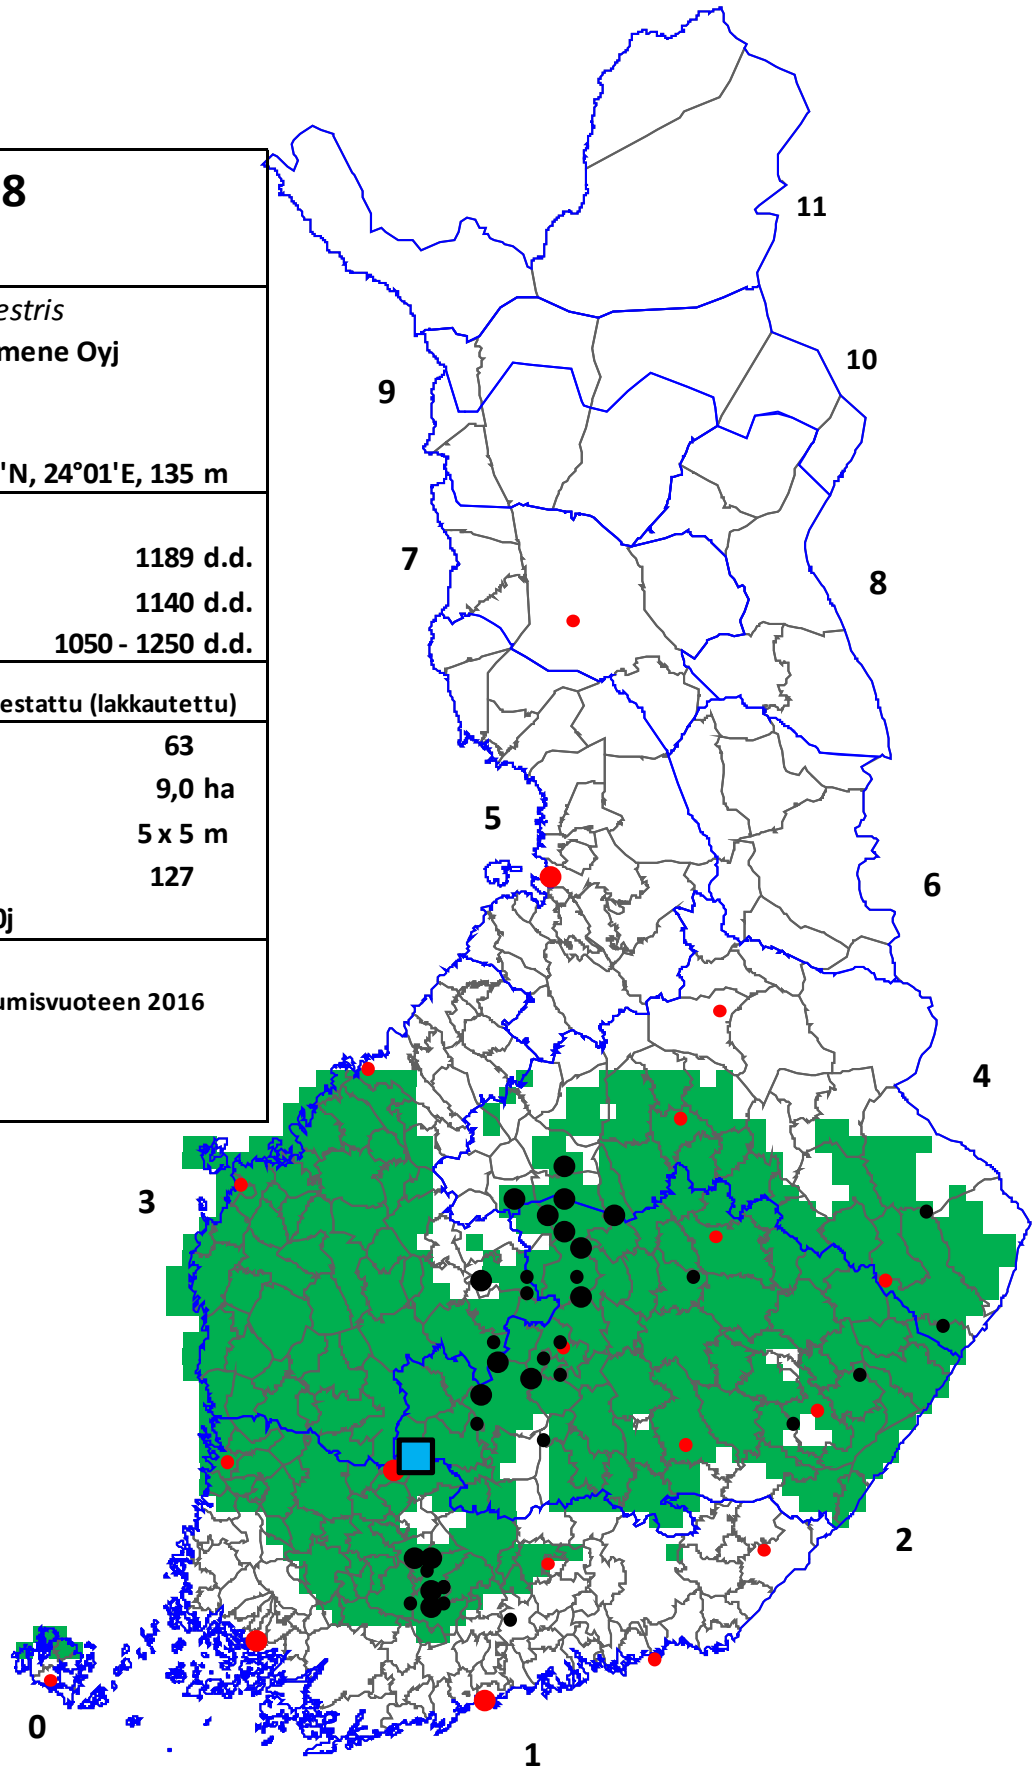 8
estris
mene Oyj
'N, 24°01'E, 135 m
1189 d.d.
1140 d.d.
1050 - 1250 d.d.
estattu (lakkautettu)
63
9,0 ha
5 x 5 m
127
Oj
umisvuoteen 2016
11
10
9
7
8
5
6
4
3
2
0
1